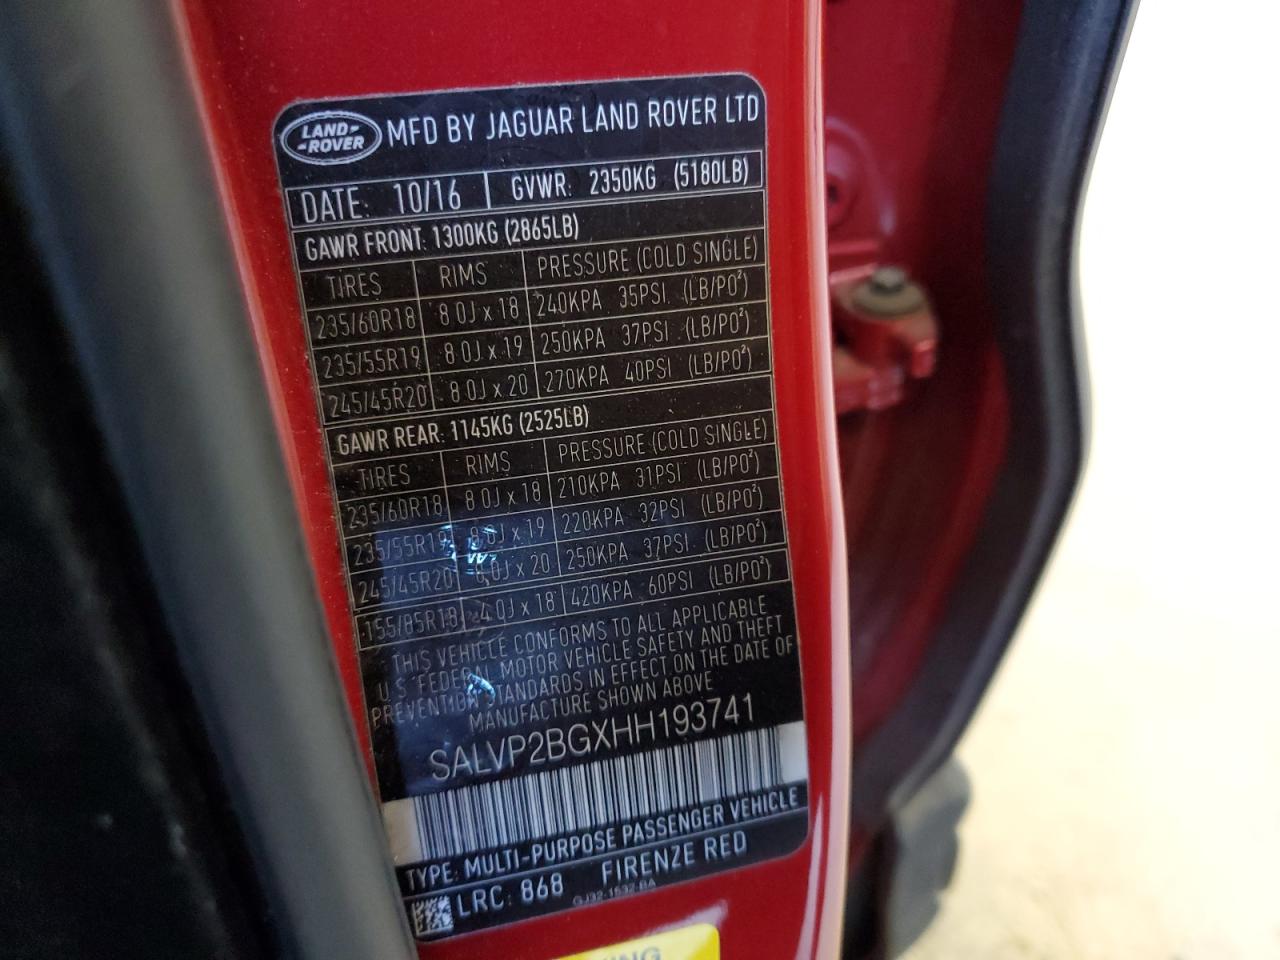 LAND-
-ROVER
MFD BY JAGUAR LAND ROVER LTD
DATE: 10/16 GVWR: 2350KG (5180LB)
GAWR FRONT: 1300KG (2865LB)
TIRES RIMS PRESSURE (COLD SINGLE)
235/60R18 8.0J x 18 240KPA 35PSI (LB/PO²)
235/55R19 8.0J x 19 250KPA 37PSI (LB/PO²)
245/45R20 8.0J x 20 270KPA 40PSI (LB/PO²)
GAWR REAR: 1145KG (2525LB)
TIRES RIMS PRESSURE (COLD SINGLE)
235/60R18 8.0J x 18 210KPA 31PSI (LB/PO²)
235/55R19 8.0J x 19 220KPA 32PSI (LB/PO²)
245/45R20 8.0J x 20 250KPA 37PSI (LB/PO²)
155/85R18 4.0J x 18 420KPA 60PSI (LB/PO²)
THIS VEHICLE CONFORMS TO ALL APPLICABLE
U.S FEDERAL MOTOR VEHICLE SAFETY AND THEFT
PREVENTION STANDARDS IN EFFECT ON THE DATE OF
MANUFACTURE SHOWN ABOVE
SALVP2BGXHH193741
TYPE: MULTI-PURPOSE PASSENGER VEHICLE
LRC: 868 FIRENZE RED